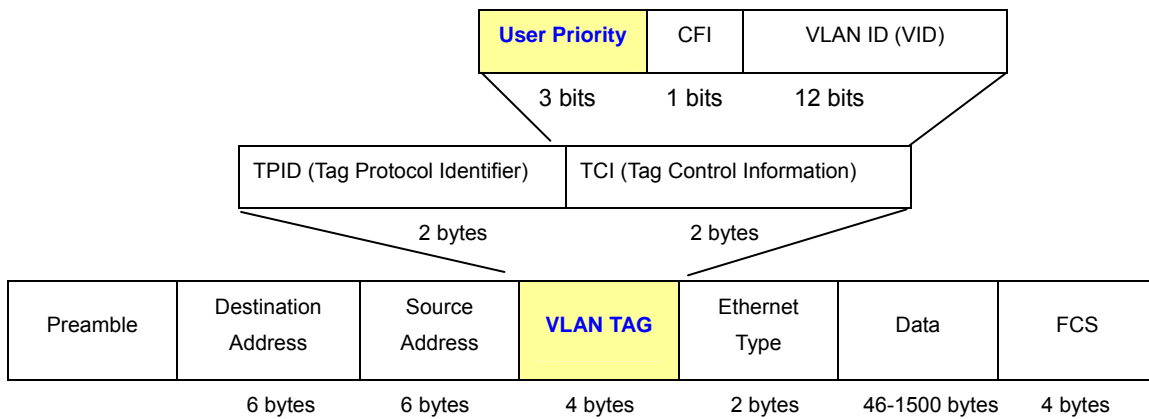 User Priority CFI VLAN ID (VID)
3 bits 1 bits 12 bits
TPID (Tag Protocol Identifier) TCI (Tag Control Information)
2 bytes 2 bytes
Preamble Destination Address Source Address VLAN TAG Ethernet Type Data FCS
6 bytes 6 bytes 4 bytes 2 bytes 46-1500 bytes 4 bytes